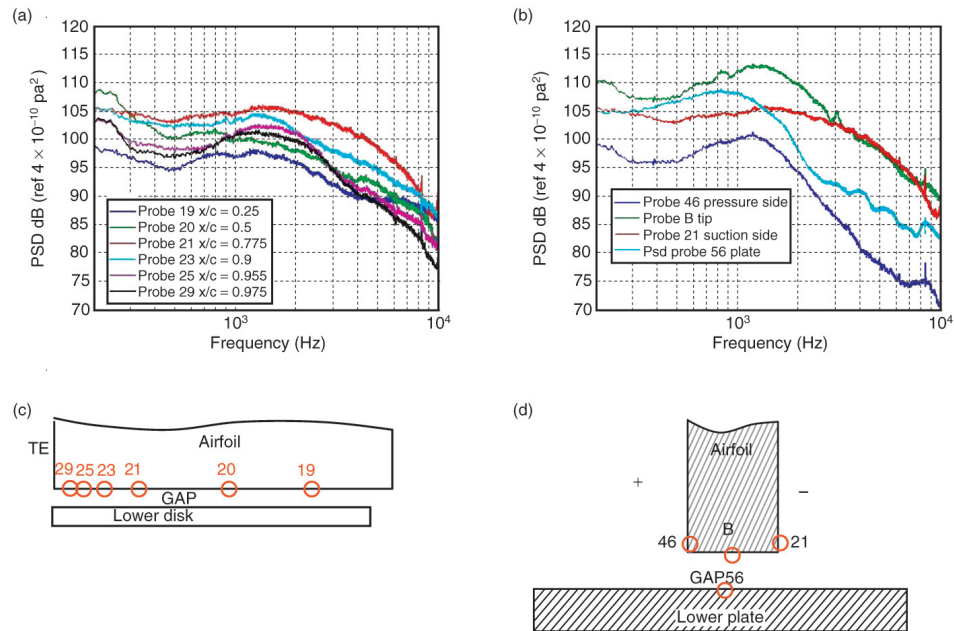 (a)
PSD dB (ref 4 × 10⁻¹⁰ pa²)
120
115
110
105
100
95
90
85
80
75
70
Probe 19 x/c = 0.25
Probe 20 x/c = 0.5
Probe 21 x/c = 0.775
Probe 23 x/c = 0.9
Probe 25 x/c = 0.955
Probe 29 x/c = 0.975
10³
10⁴
Frequency (Hz)
(b)
PSD dB (ref 4 × 10⁻¹⁰ pa²)
120
115
110
105
100
95
90
85
80
75
70
Probe 46 pressure side
Probe B tip
Probe 21 suction side
Psd probe 56 plate
10³
10⁴
Frequency (Hz)
(c)
TE
Airfoil
29 25 23 21 20 19
GAP
Lower disk
(d)
Airfoil
+ −
B
46 21
GAP56
Lower plate